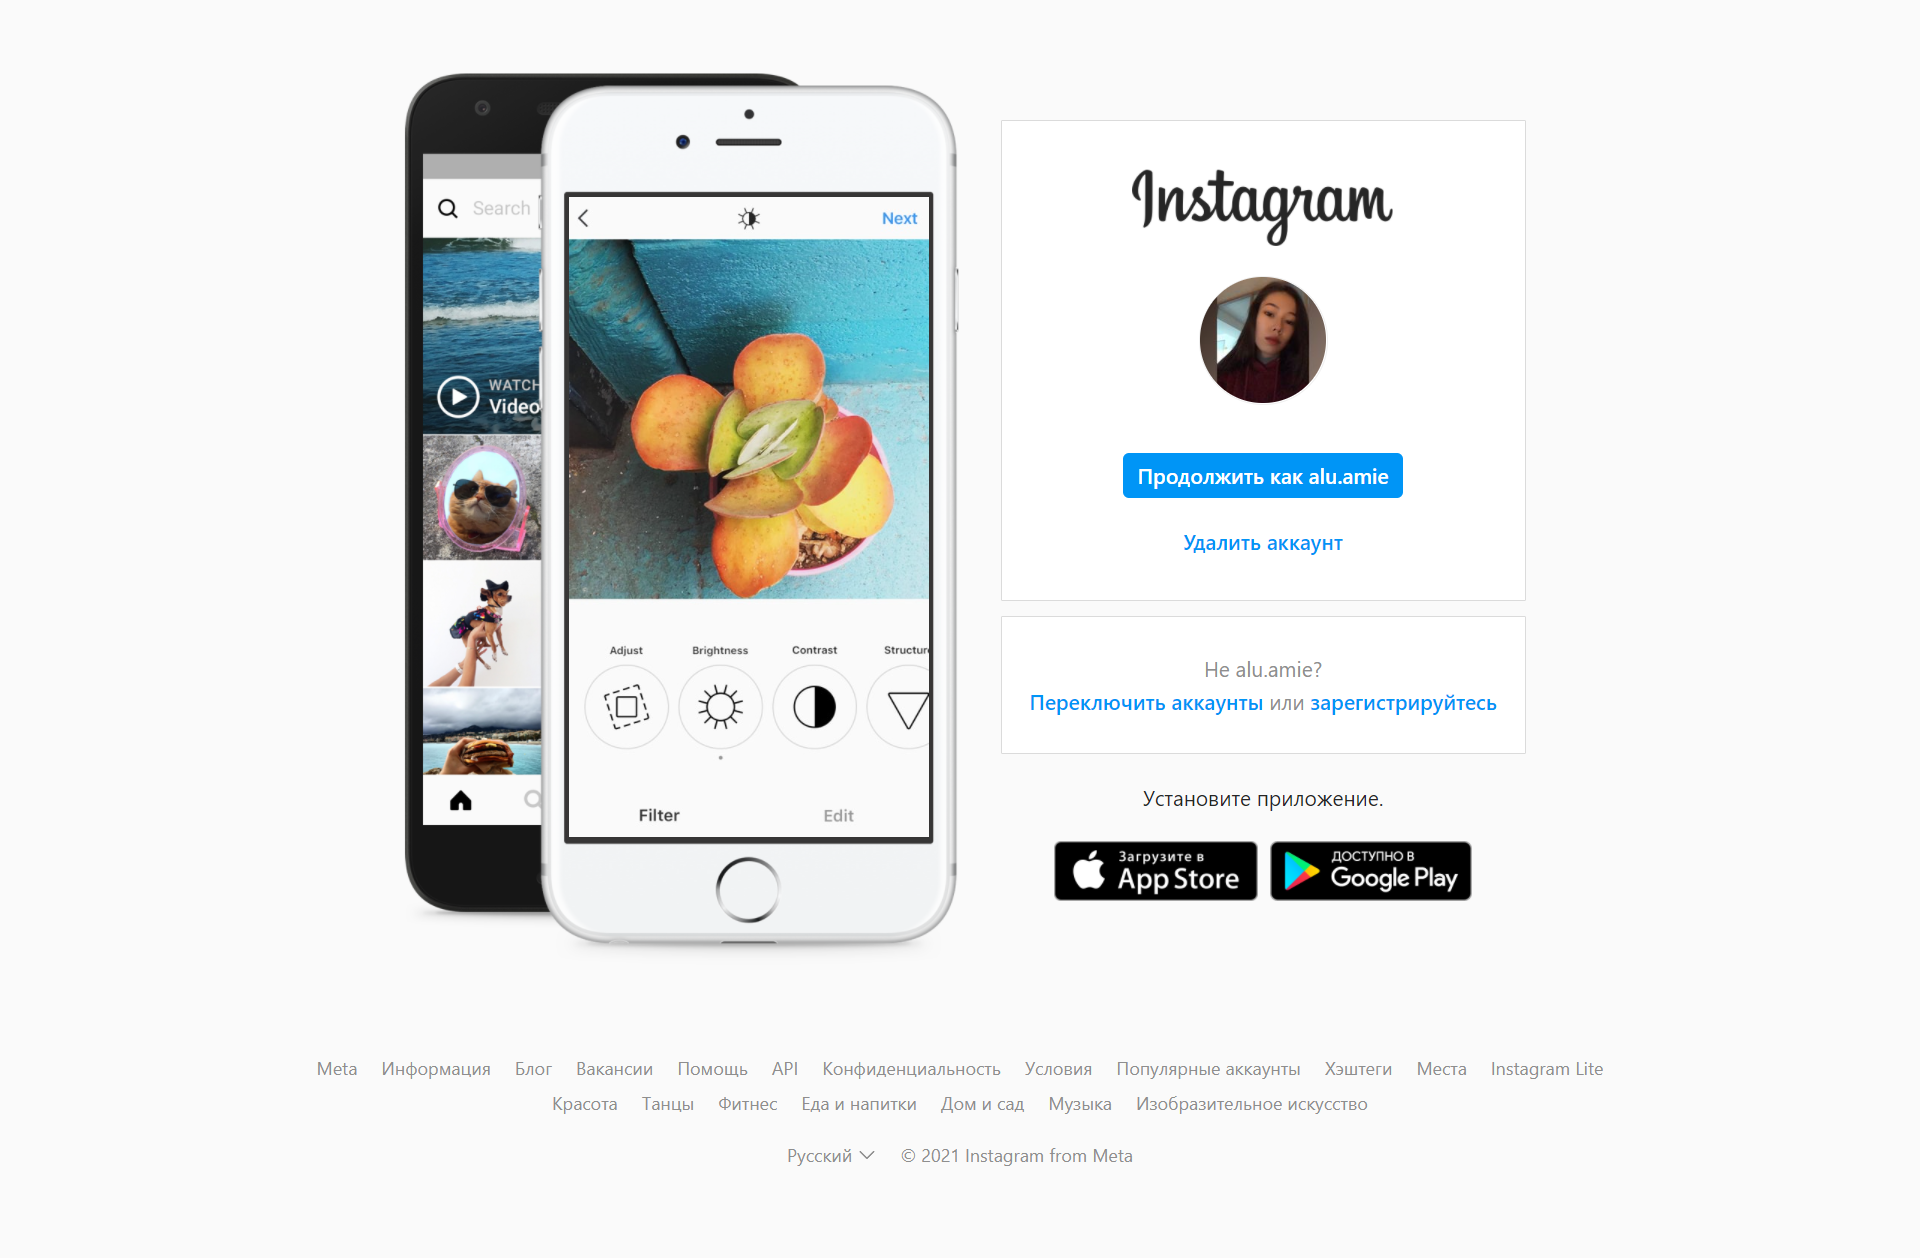 Search
WATCH
Video
Next
Adjust
Brightness
Contrast
Structure
Filter
Edit
Instagram
Продолжить как alu.amie
Удалить аккаунт
Не alu.amie?
Переключить аккаунты или зарегистрируйтесь
Установите приложение.
Загрузите в
App Store
ДОСТУПНО В
Google Play
Meta Информация Блог Вакансии Помощь API Конфиденциальность Условия Популярные аккаунты Хэштеги Места Instagram Lite
Красота Танцы Фитнес Еда и напитки Дом и сад Музыка Изобразительное искусство
Русский © 2021 Instagram from Meta